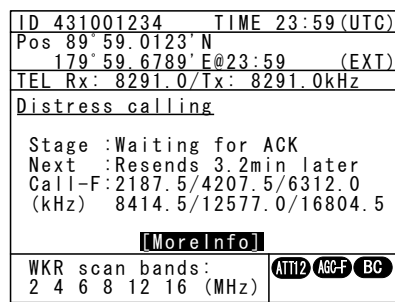 ID 431001234 TIME 23:59(UTC)
Pos 89°59.0123'N
179°59.6789'E@23:59 (EXT)
TEL Rx: 8291.0/Tx: 8291.0kHz
Distress calling
Stage :Waiting for ACK
Next :Resends 3.2min later
Call-F:2187.5/4207.5/6312.0
(kHz) 8414.5/12577.0/16804.5
[MoreInfo]
WKR scan bands:
2 4 6 8 12 16 (MHz)
ATT12 AGC-F BC